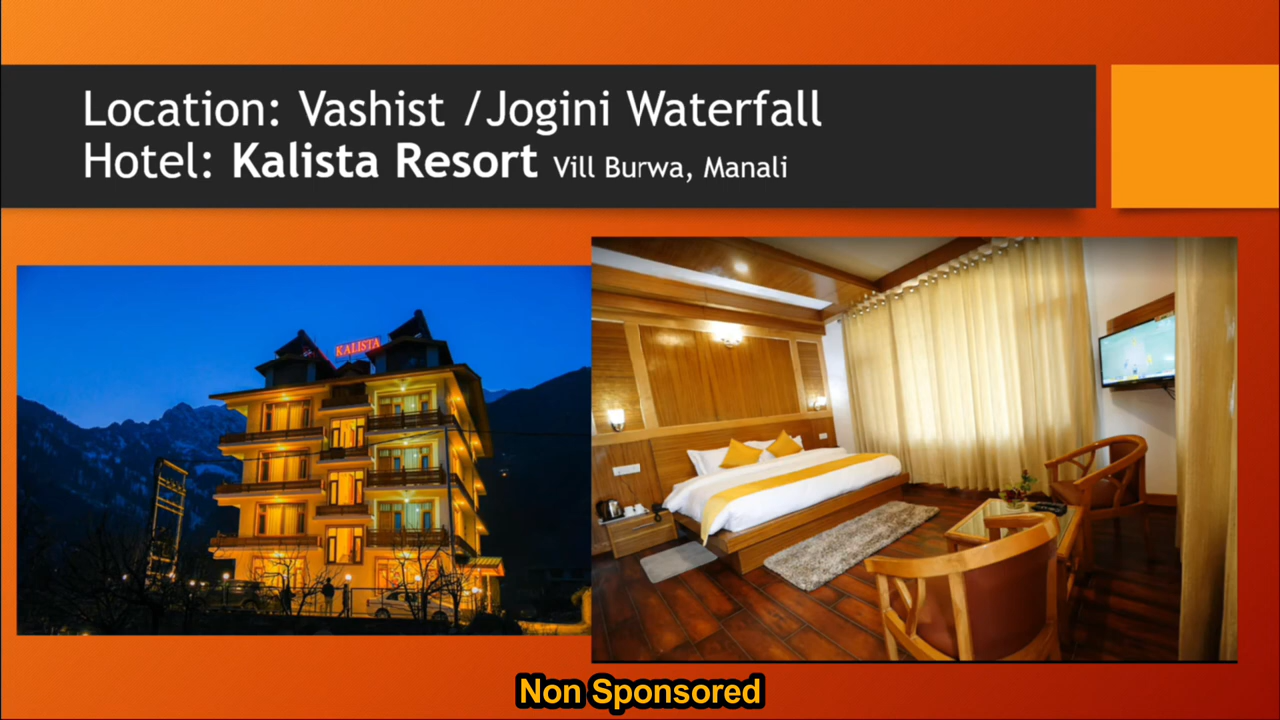 Location: Vashist /Jogini Waterfall
Hotel: Kalista Resort Vill Burwa, Manali
KALISTA
Non Sponsored